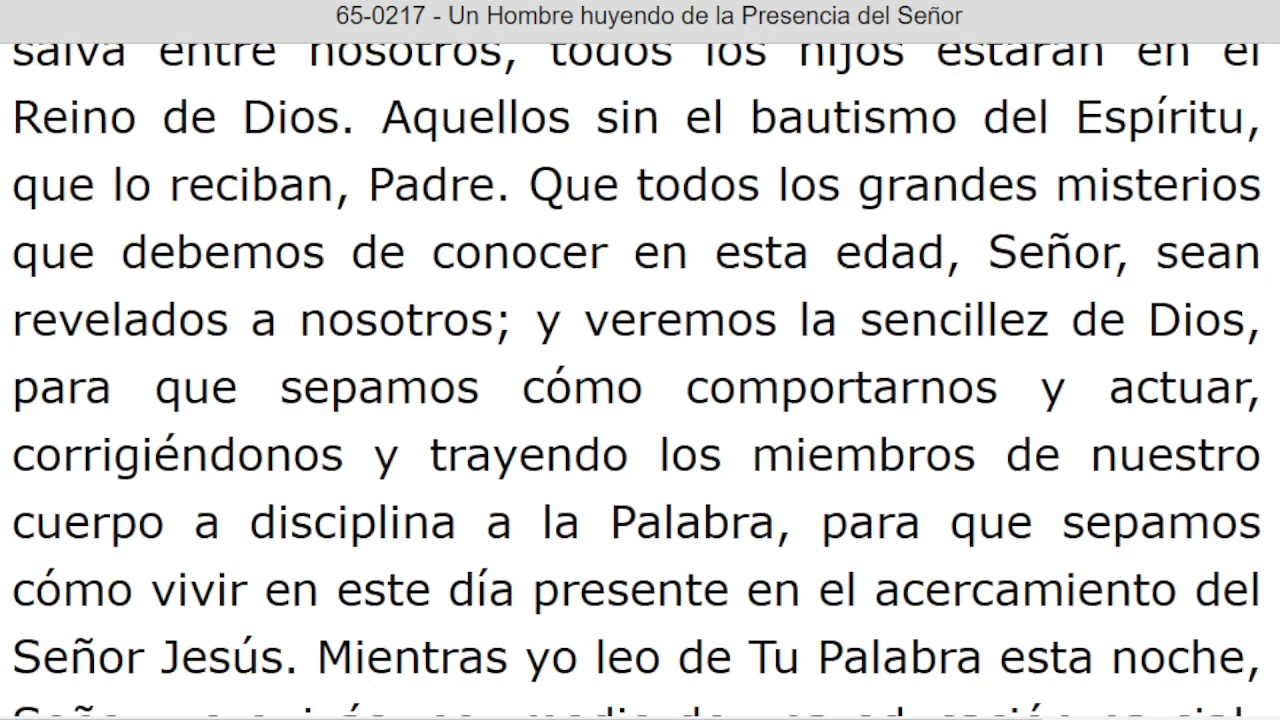 65-0217 - Un Hombre huyendo de la Presencia del Señor
salva entre nosotros, todos los hijos estarán en el
Reino de Dios. Aquellos sin el bautismo del Espíritu,
que lo reciban, Padre. Que todos los grandes misterios
que debemos de conocer en esta edad, Señor, sean
revelados a nosotros; y veremos la sencillez de Dios,
para que sepamos cómo comportarnos y actuar,
corrigiéndonos y trayendo los miembros de nuestro
cuerpo a disciplina a la Palabra, para que sepamos
cómo vivir en este día presente en el acercamiento del
Señor Jesús. Mientras yo leo de Tu Palabra esta noche,